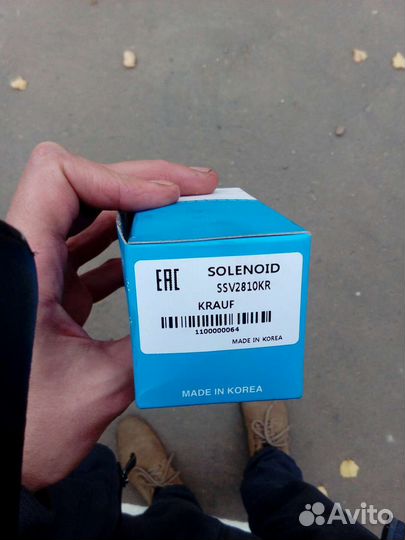 EAC
SOLENOID
SSV2810KR
KRAUF
1100000064
MADE IN KOREA
MADE IN KOREA
Avito